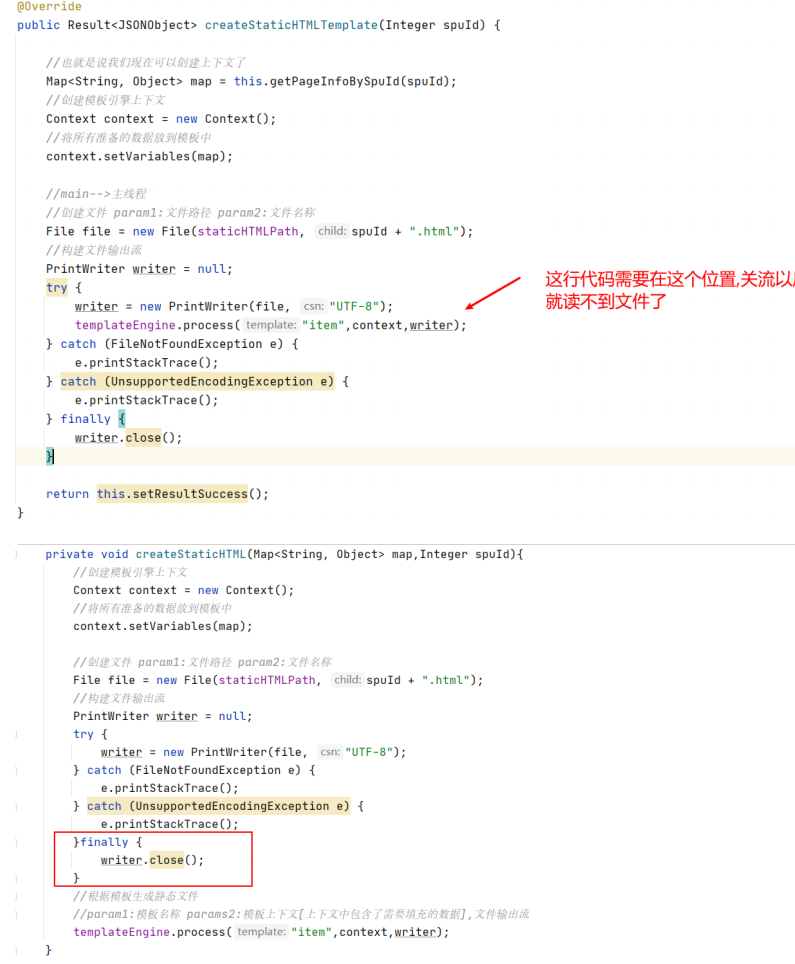 @Override
public Result<JSONObject> createStaticHTMLTemplate(Integer spuId) {
//也就是说我们现在可以创建上下文了
Map<String, Object> map = this.getPageInfoBySpuId(spuId);
//创建模板引擎上下文
Context context = new Context();
//将所有准备的数据放到模板中
context.setVariables(map);
//main-->主线程
//创建文件 param1:文件路径 param2:文件名称
File file = new File(staticHTMLPath, child: spuId + ".html");
//构建文件输出流
PrintWriter writer = null;
这行代码需要在这个位置,关流以
就读不到文件了
try {
writer = new PrintWriter(file, csn: "UTF-8");
templateEngine.process( template: "item",context,writer);
} catch (FileNotFoundException e) {
e.printStackTrace();
} catch (UnsupportedEncodingException e) {
e.printStackTrace();
} finally {
writer.close();
}
return this.setResultSuccess();
}
private void createStaticHTML(Map<String, Object> map,Integer spuId){
//创建模板引擎上下文
Context context = new Context();
//将所有准备的数据放到模板中
context.setVariables(map);
//创建文件 param1:文件路径 param2:文件名称
File file = new File(staticHTMLPath, child: spuId + ".html");
//构建文件输出流
PrintWriter writer = null;
try {
writer = new PrintWriter(file, csn: "UTF-8");
} catch (FileNotFoundException e) {
e.printStackTrace();
} catch (UnsupportedEncodingException e) {
e.printStackTrace();
}finally {
writer.close();
}
//根据模板生成静态文件
//param1:模板名称 params2:模板上下文[上下文中包含了需要填充的数据],文件输出流
templateEngine.process( template: "item",context,writer);
}